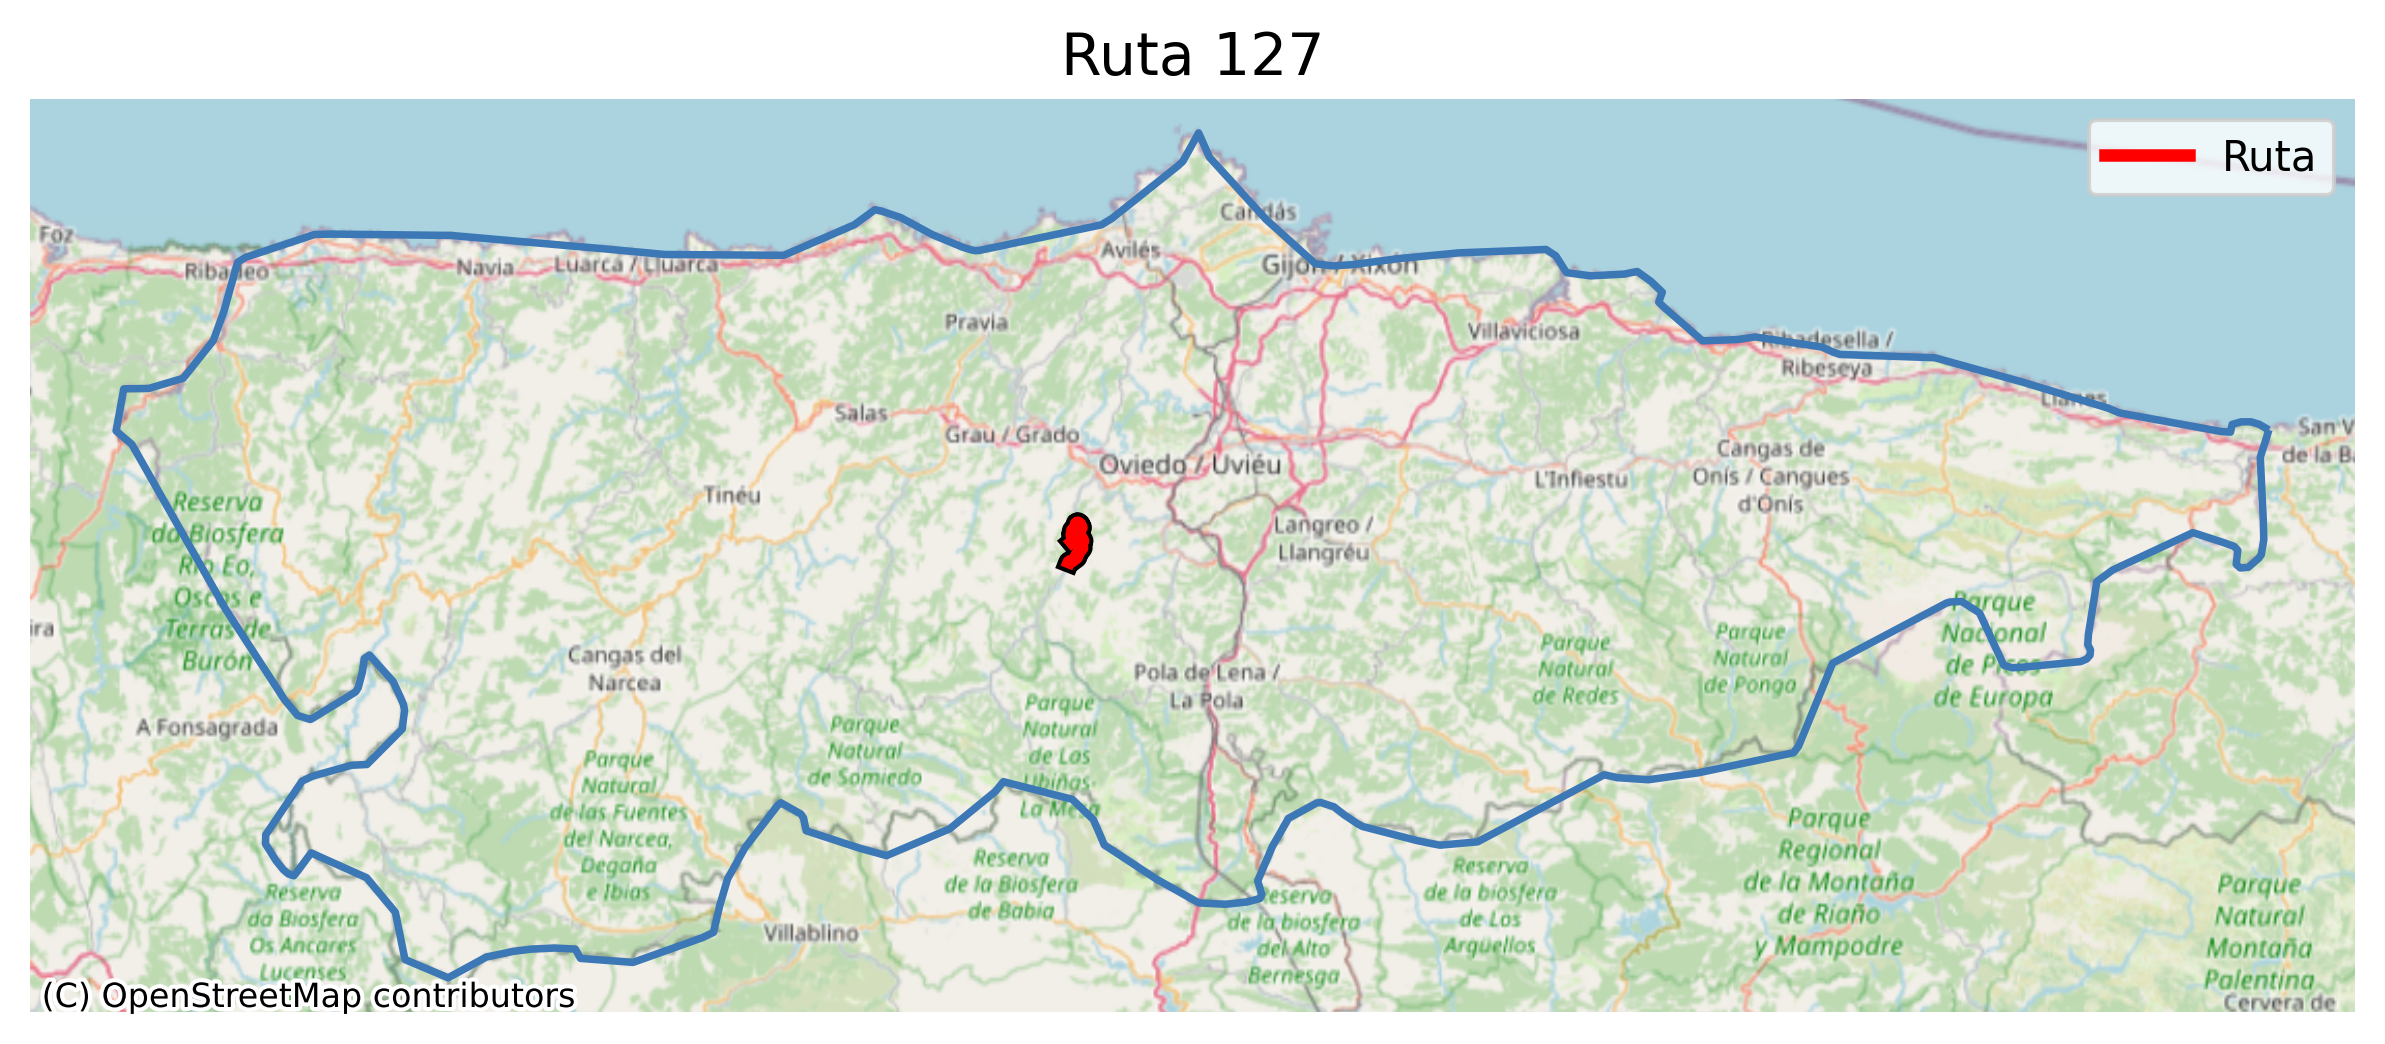 Ruta 127
Ruta
Foz
Ribadeo
Navia
Luarca / Ḷḷuarca
Avilés
Candás
Gijón / Xixón
Pravia
Villaviciosa
Ribadesella /
Ribeseya
Llanes
San V
de la Ba
Salas
Grau / Grado
Oviedo / Uviéu
Tinéu
L'Infiestu
Cangas de
Onís / Cangues
d'Onís
Langreo /
Llangréu
Reserva
da Biosfera
Río Eo,
Oscos e
Terras de
Burón
ira
Cangas del
Narcea
A Fonsagrada
Pola de Lena /
La Pola
Parque
Natural
de Somiedo
Parque
Natural
de Las
Ubiñas-
La Mesa
Parque
Natural
de Redes
Parque
Natural
de Ponga
Parque
Nacional
de Picos
de Europa
Parque
Natural
de las Fuentes
del Narcea,
Degaña
e Ibias
Reserva
da Biosfera
Os Ancares
Lucenses
Villablino
Reserva
de la Biosfera
de Babia
Reserva
de la biosfera
del Alto
Bernesga
Reserva
de la biosfera
de Los
Argüellos
Parque
Regional
de la Montaña
de Riaño
y Mampodre
Parque
Natural
Montaña
Palentina
Cervera de
(C) OpenStreetMap contributors